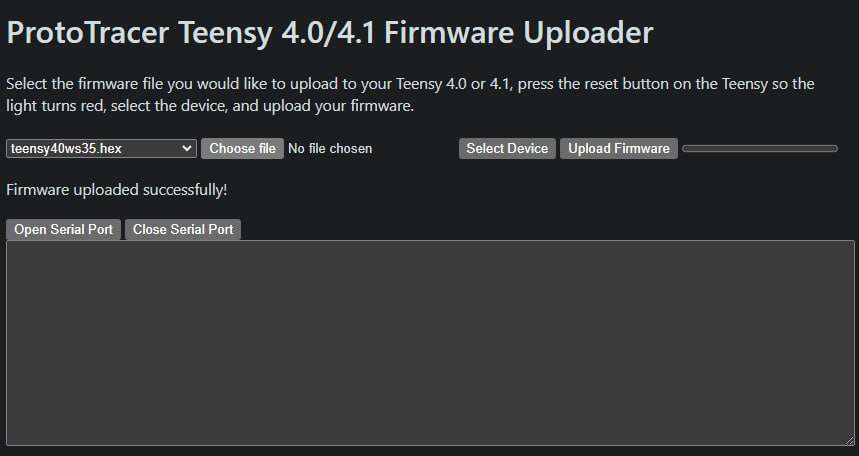 ProtoTracer Teensy 4.0/4.1 Firmware Uploader
Select the firmware file you would like to upload to your Teensy 4.0 or 4.1, press the reset button on the Teensy so the
light turns red, select the device, and upload your firmware.
teensy40ws35.hex Choose file No file chosen Select Device Upload Firmware
Firmware uploaded successfully!
Open Serial Port Close Serial Port